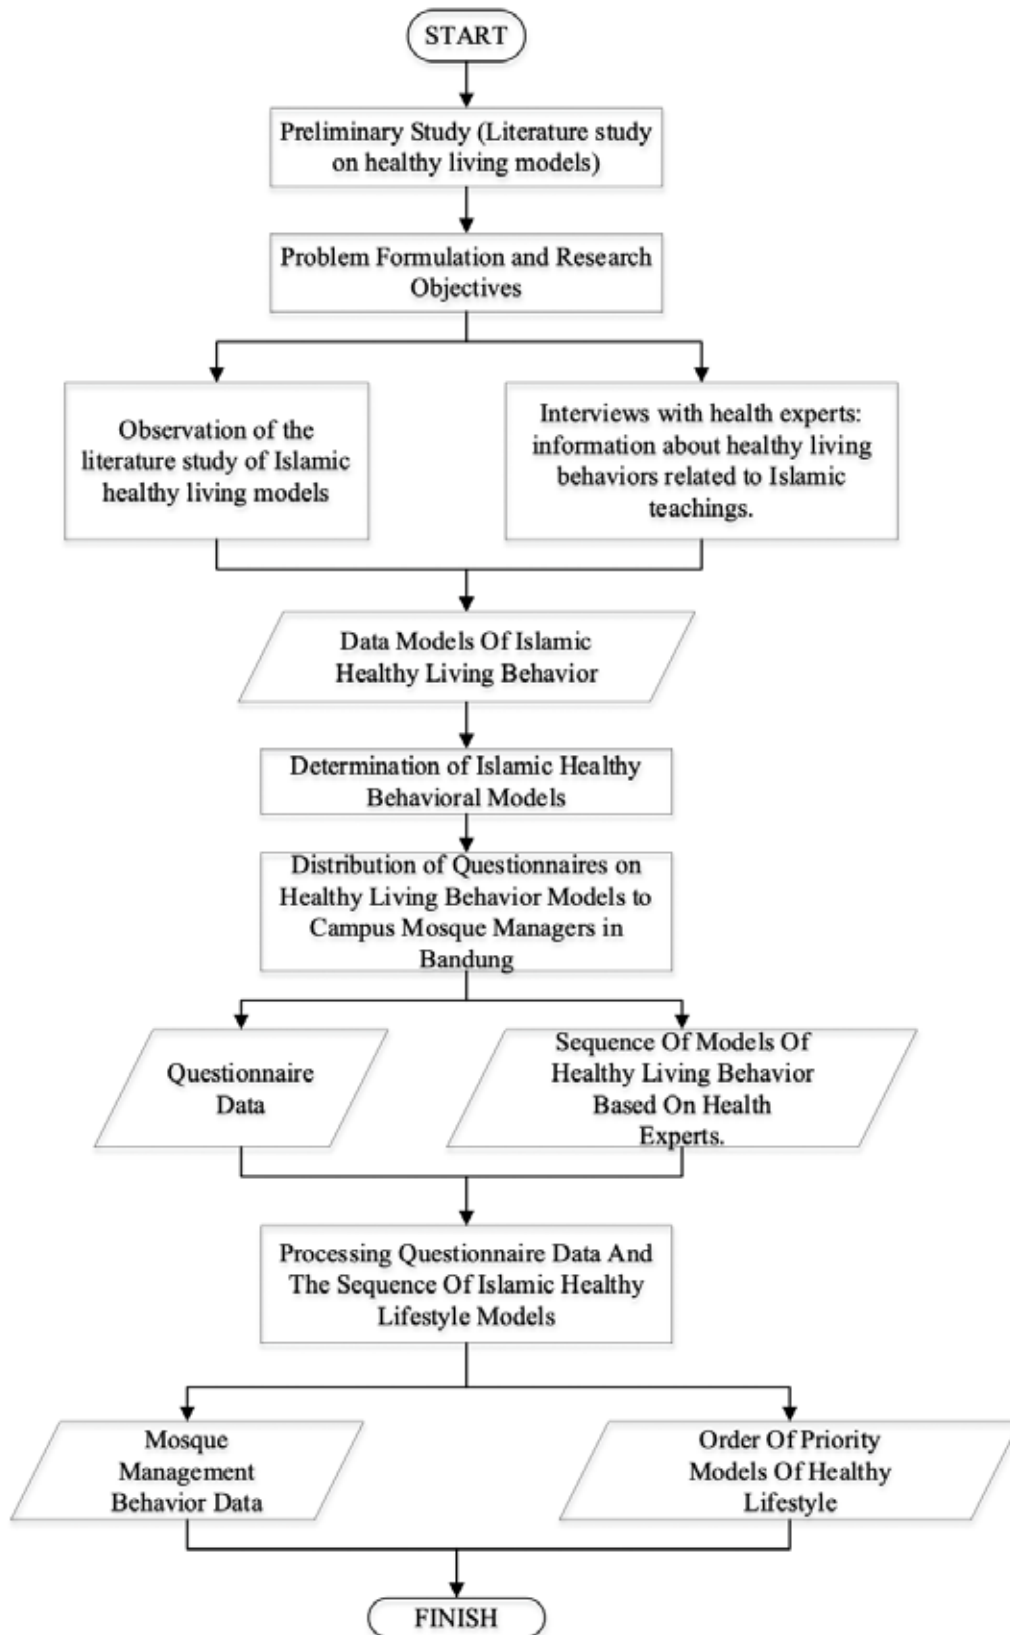 START
Preliminary Study (Literature study
on healthy living models)
Problem Formulation and Research
Objectives
Observation of the
literature study of Islamic
healthy living models
Interviews with health experts:
information about healthy living
behaviors related to Islamic
teachings.
Data Models Of Islamic
Healthy Living Behavior
Determination of Islamic Healthy
Behavioral Models
Distribution of Questionnaires on
Healthy Living Behavior Models to
Campus Mosque Managers in
Bandung
Questionnaire
Data
Sequence Of Models Of
Healthy Living Behavior
Based On Health
Experts.
Processing Questionnaire Data And
The Sequence Of Islamic Healthy
Lifestyle Models
Mosque
Management
Behavior Data
Order Of Priority
Models Of Healthy
Lifestyle
FINISH